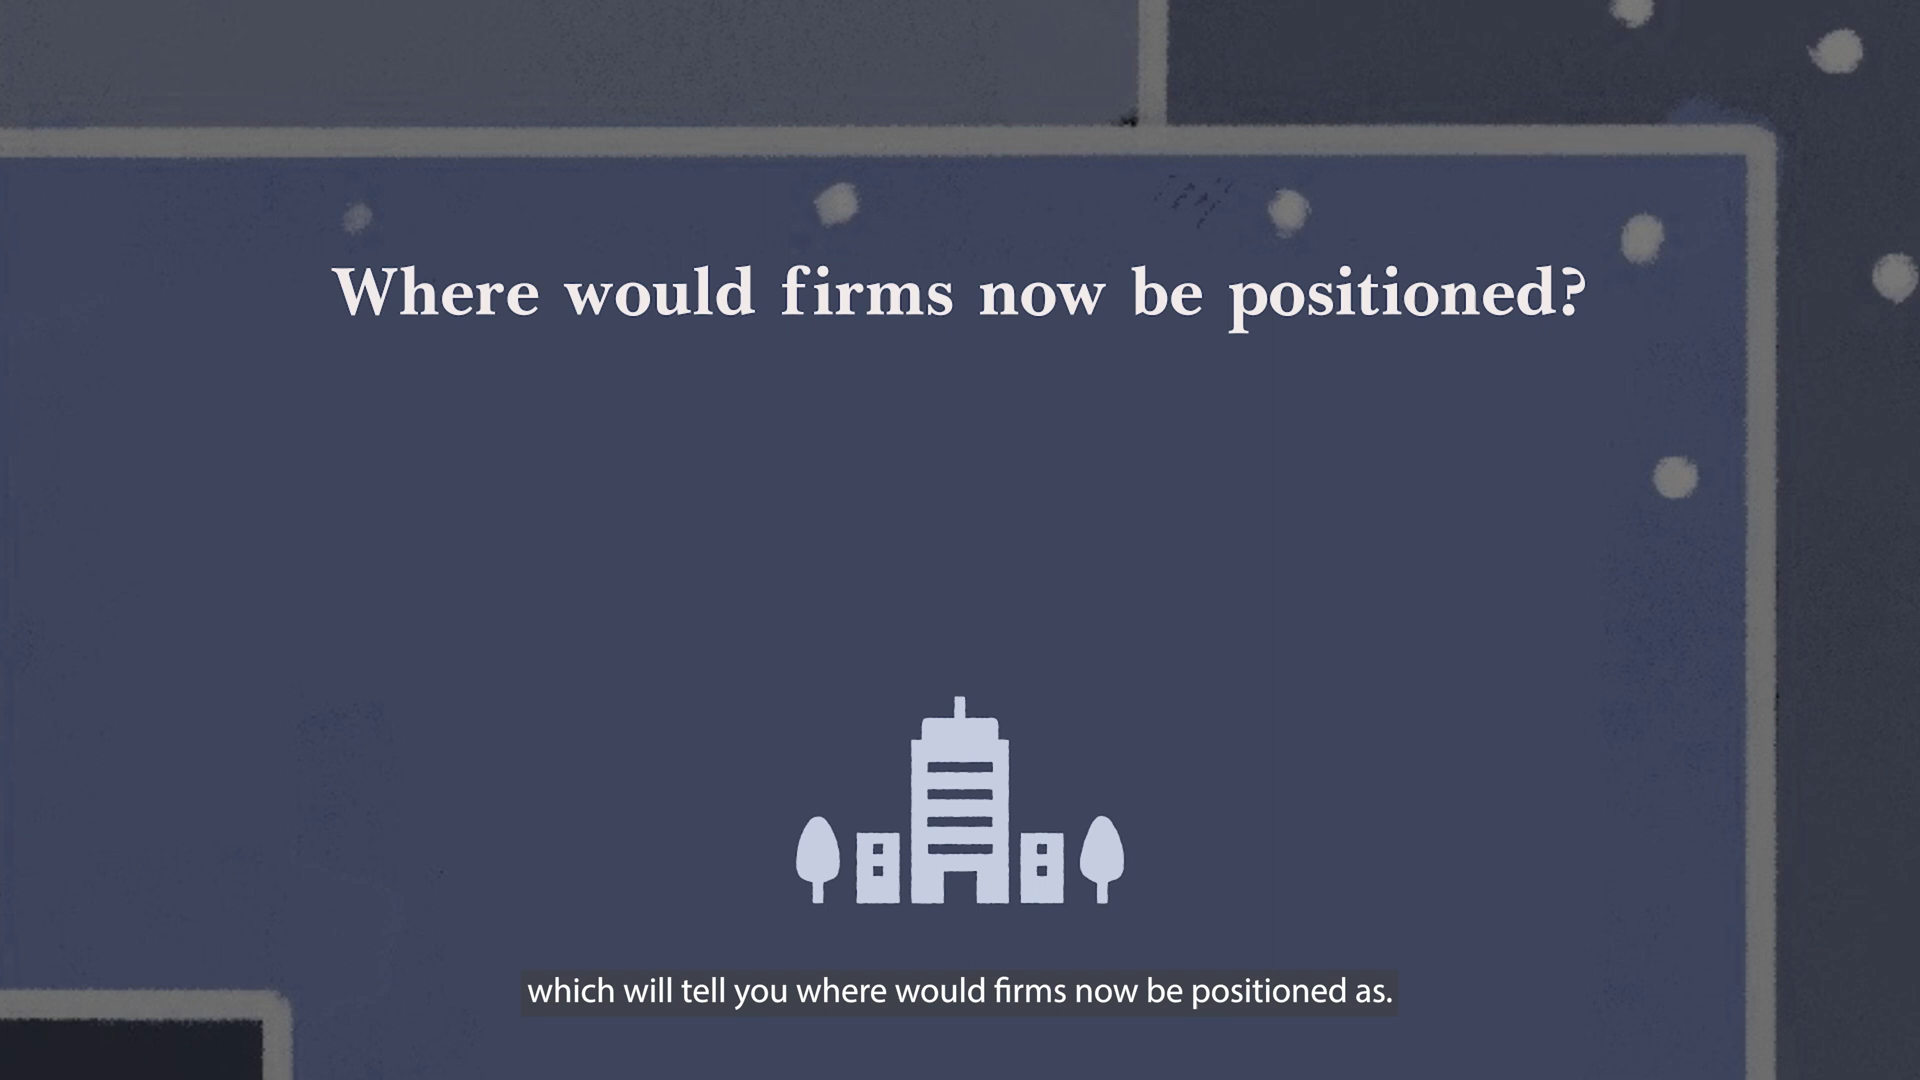 Where would firms now be positioned?
which will tell you where would firms now be positioned as.